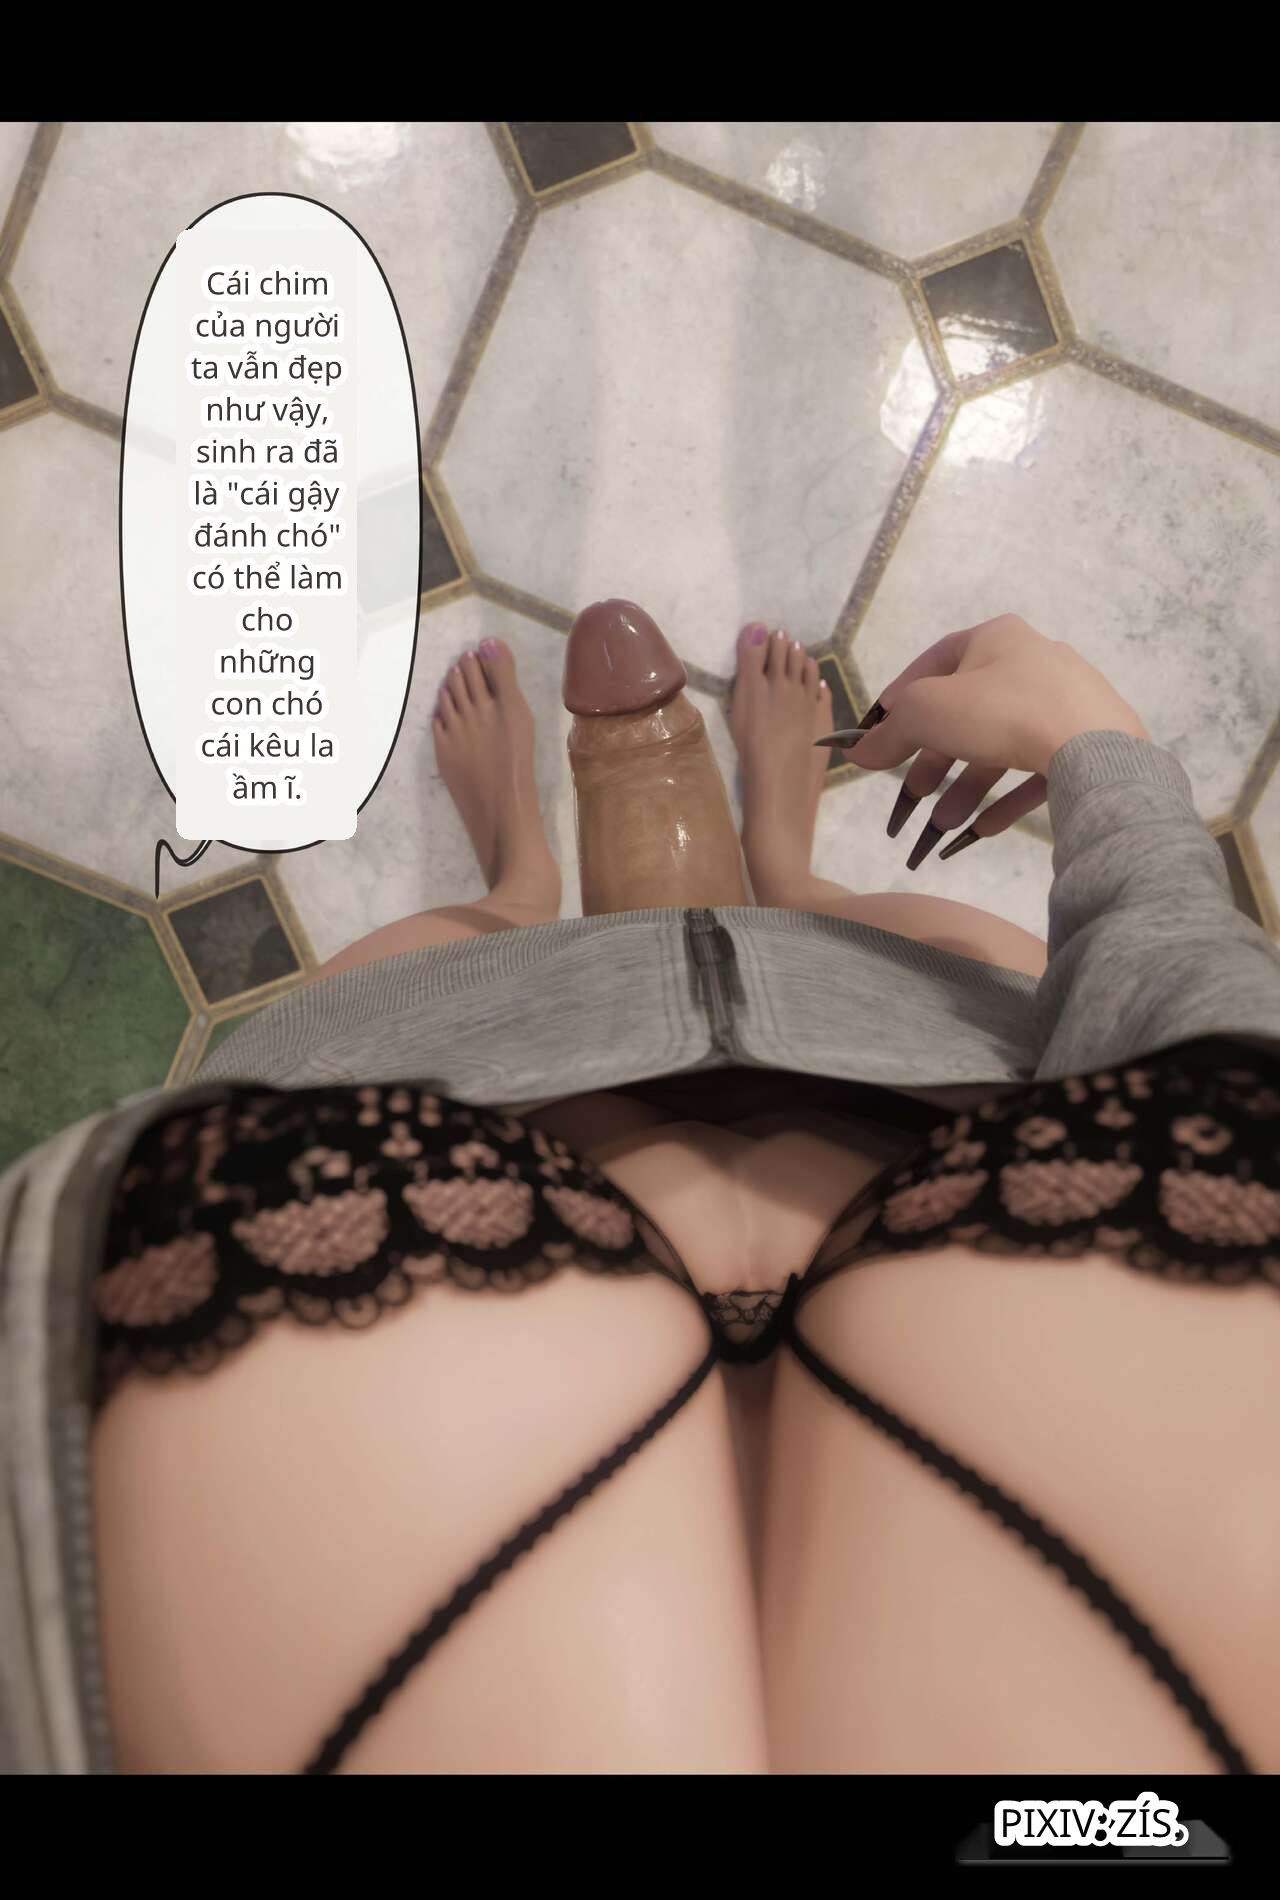 Cái chim
của người
ta vẫn đẹp
như vậy,
sinh ra đã
là "cái gậy
đánh chó"
có thể làm
cho
những
con chó
cái kêu la
ầm ĩ.
PIXIV:ZÍS,